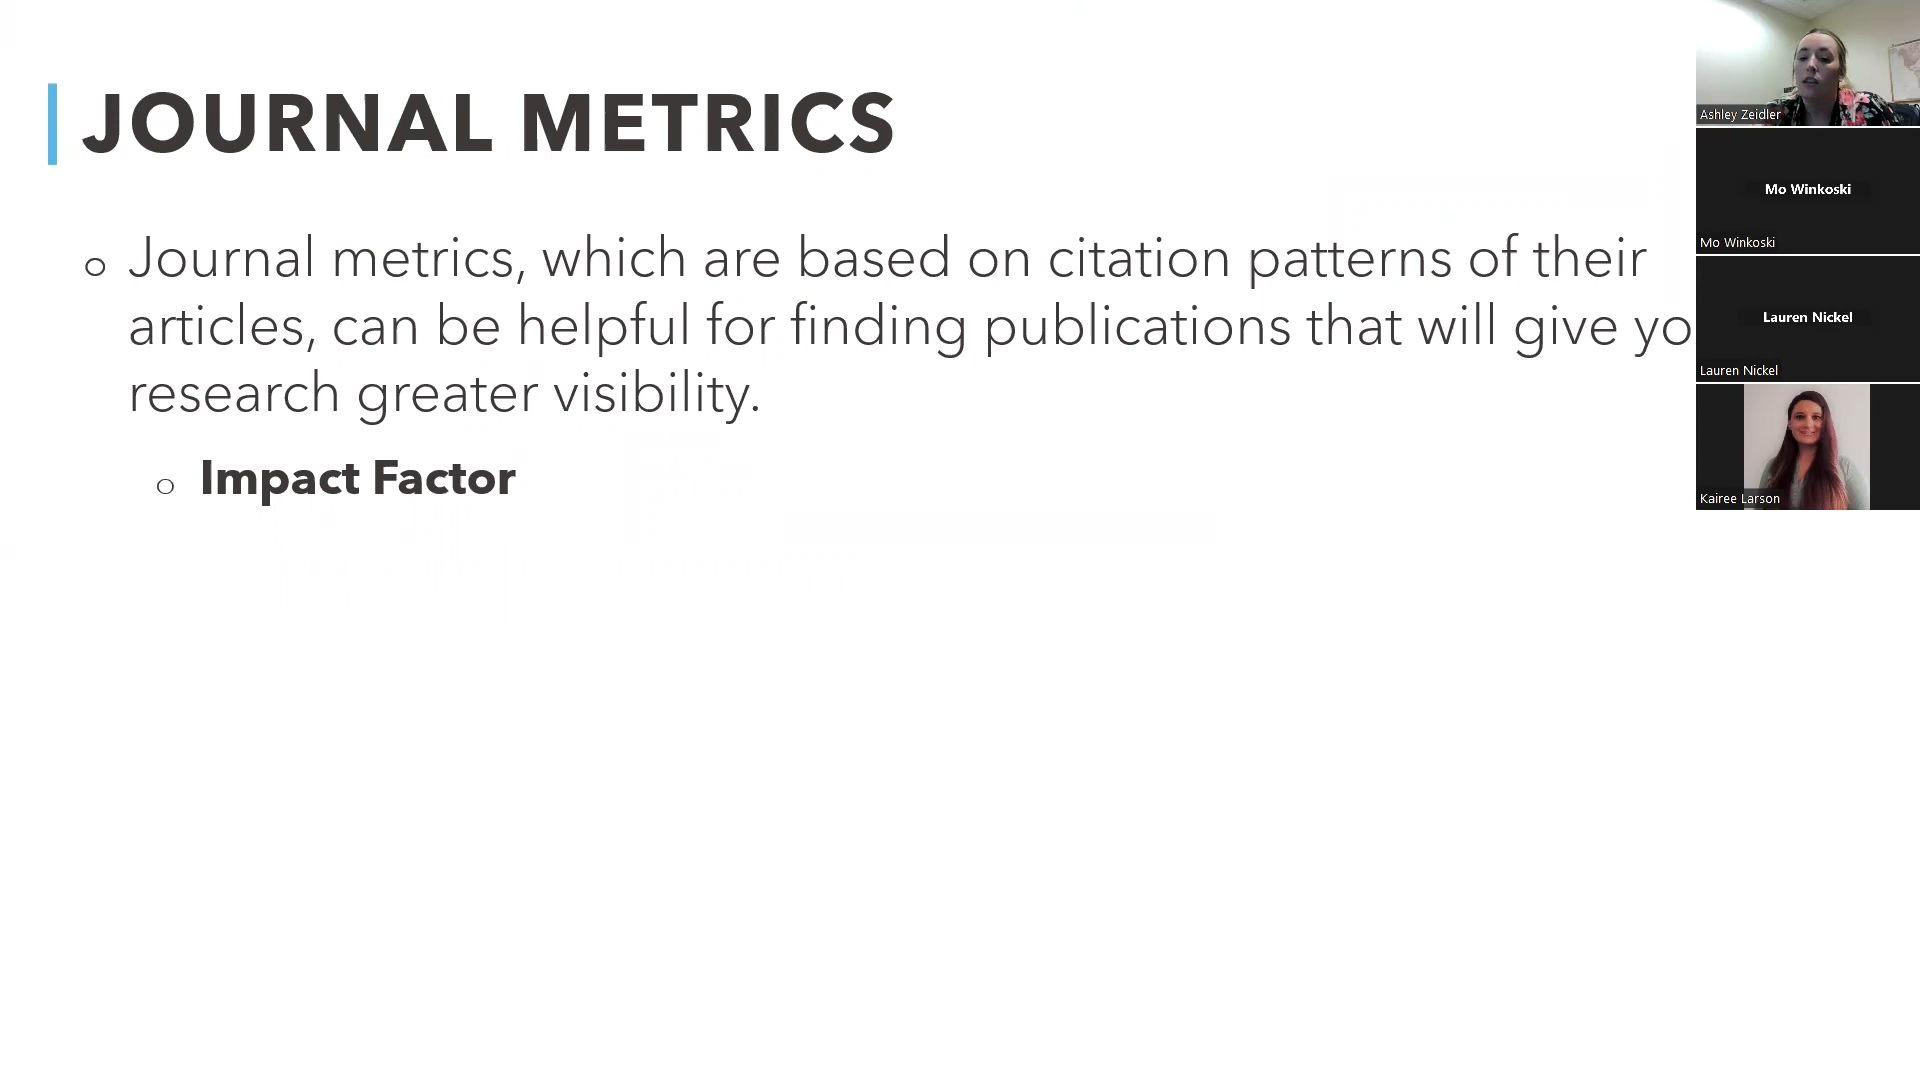 JOURNAL METRICS
Journal metrics, which are based on citation patterns of their
articles, can be helpful for finding publications that will give yo
research greater visibility.
Impact Factor
Ashley Zeidler
Mo Winkoski
Mo Winkoski
Lauren Nickel
Lauren Nickel
Kairee Larson